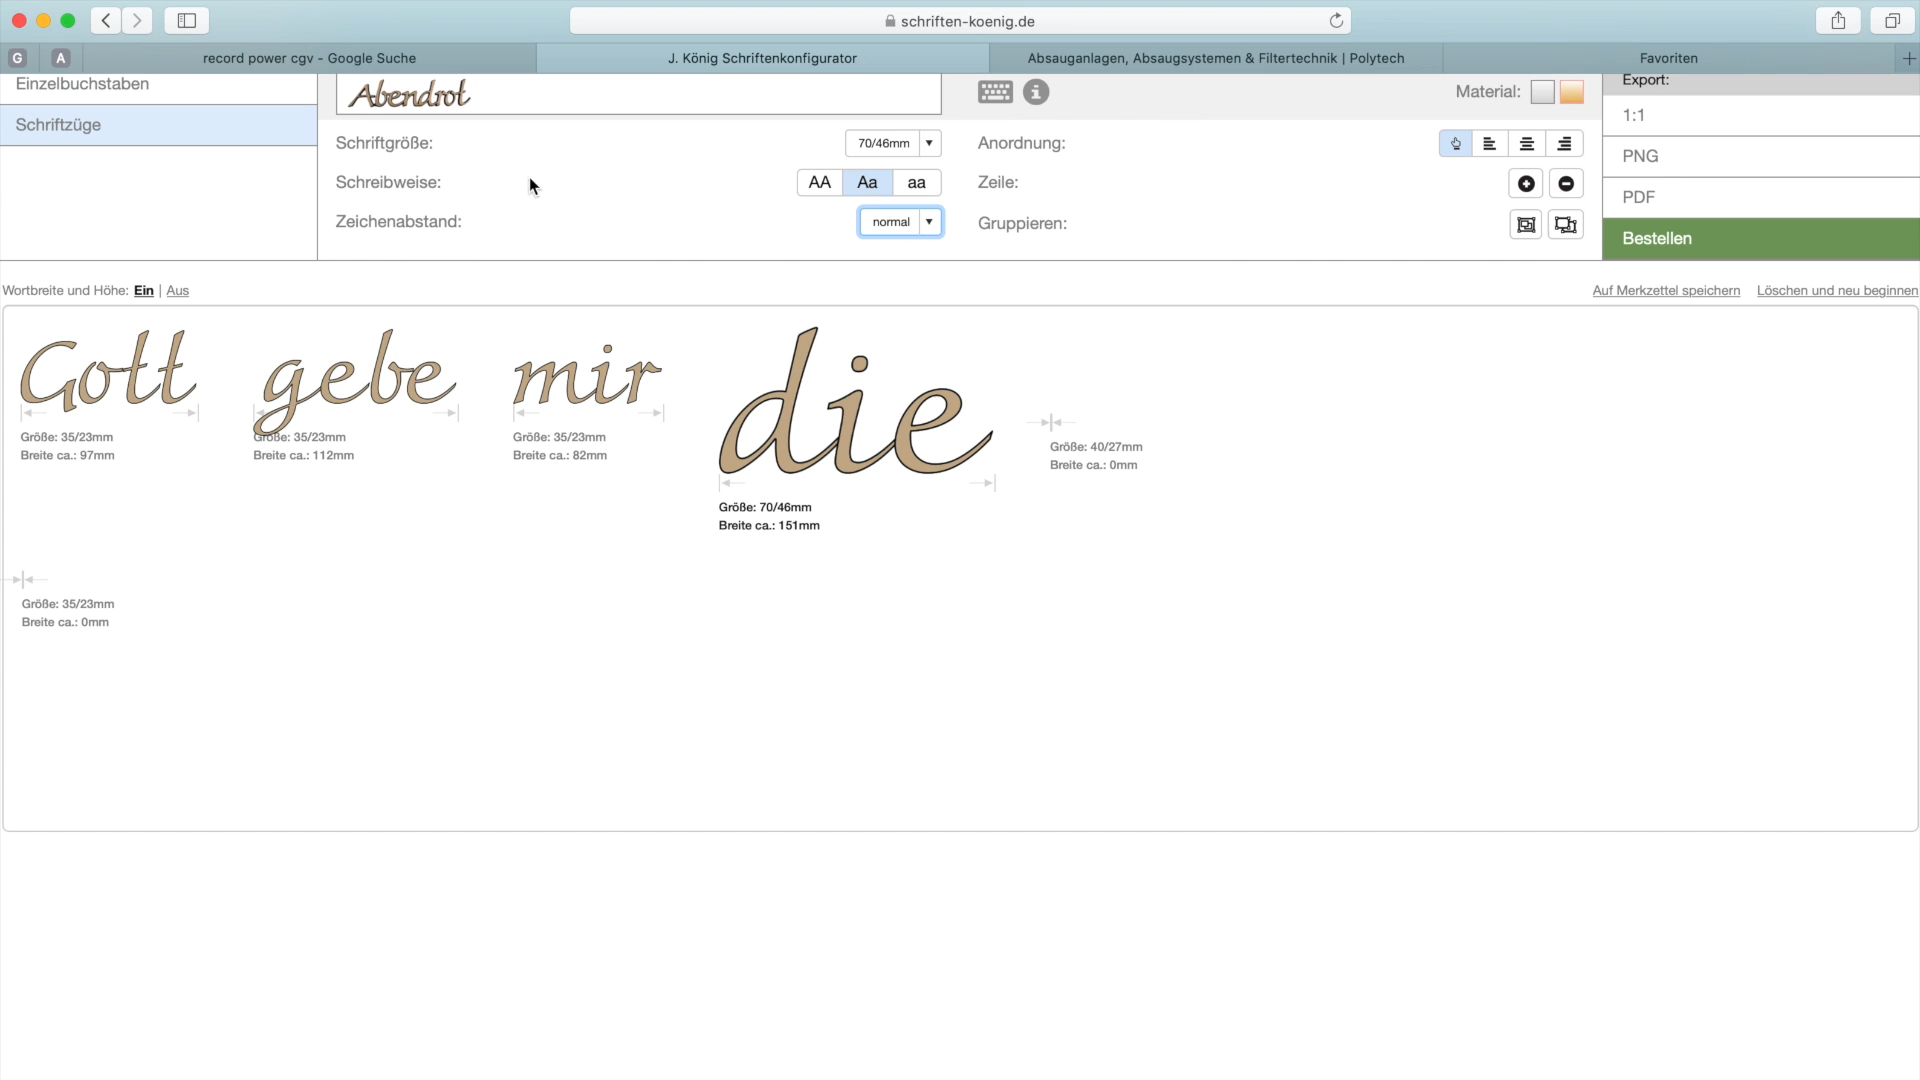 schriften-koenig.de
G
A
record power cgv - Google Suche
J. König Schriftenkonfigurator
Absauganlagen, Absaugsystemen & Filtertechnik | Polytech
Favoriten
Einzelbuchstaben
Abendrot
Material:
Export:
Schriftzüge
1:1
Schriftgröße:
70/46mm
Anordnung:
PNG
Schreibweise:
AA
Aa
aa
Zeile:
PDF
Zeichenabstand:
normal
Gruppieren:
Bestellen
Wortbreite und Höhe: Ein | Aus
Auf Merkzettel speichern
Löschen und neu beginnen
Gott gebe mir die
Größe: 35/23mm
Breite ca.: 97mm
Größe: 35/23mm
Breite ca.: 112mm
Größe: 35/23mm
Breite ca.: 82mm
Größe: 70/46mm
Breite ca.: 151mm
Größe: 40/27mm
Breite ca.: 0mm
Größe: 35/23mm
Breite ca.: 0mm